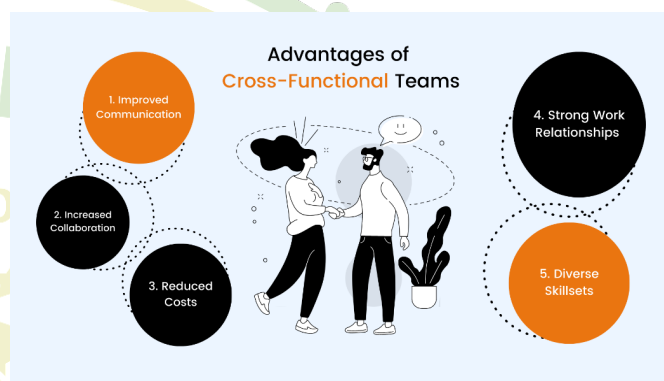 Advantages of
Cross-Functional Teams
1. Improved
Communication
2. Increased
Collaboration
3. Reduced
Costs
4. Strong Work
Relationships
5. Diverse
Skillsets